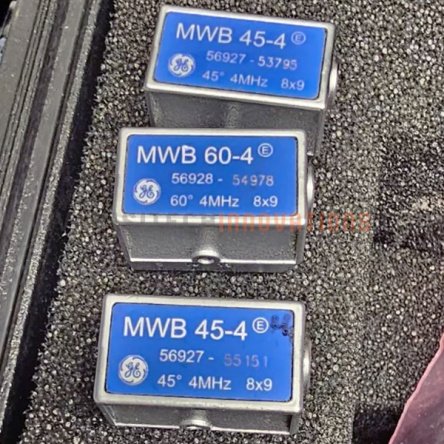 MWB 45-4 Ⓔ
56927 - 53795
45° 4MHz 8x9
MWB 60-4 Ⓔ
56928 - 54978
60° 4MHz 8x9
INNOVATIONS
MWB 45-4 Ⓔ
56927 - 55151
45° 4MHz 8x9